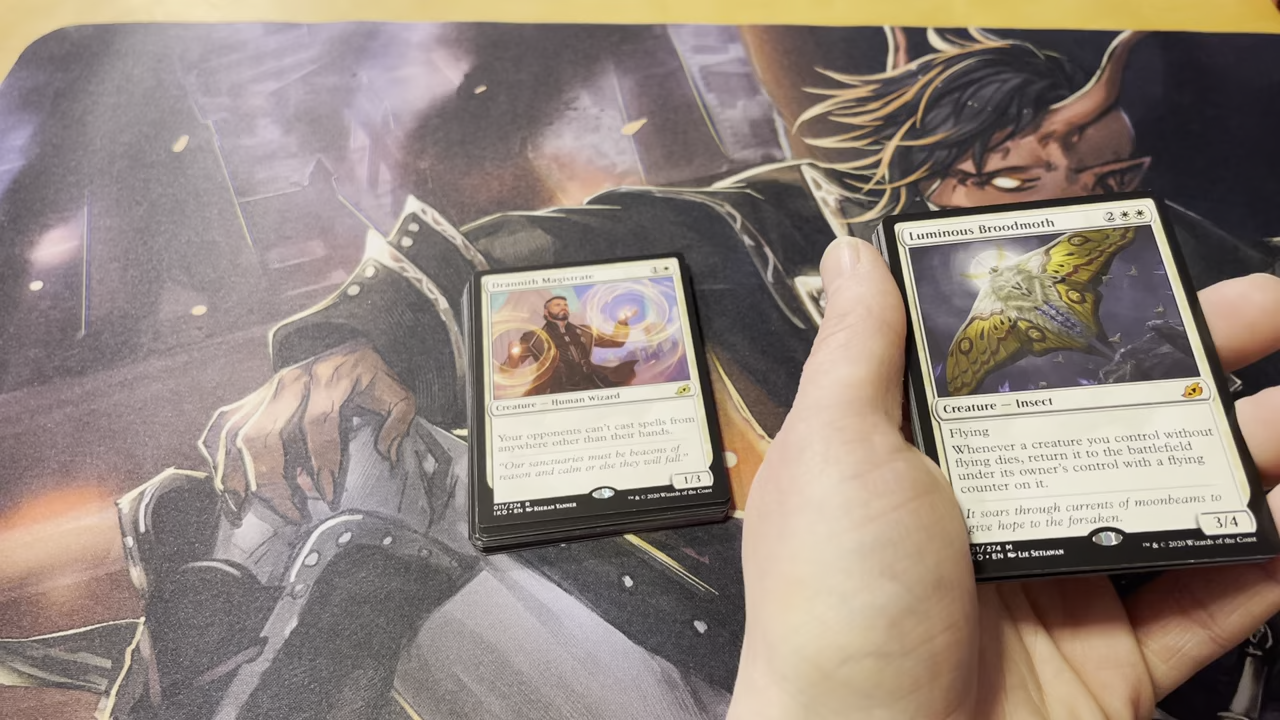 Drannith Magistrate
1
Creature — Human Wizard
Your opponents can't cast spells from
anywhere other than their hands.
"Our sanctuaries must be beacons of
reason and calm or else they will fall."
1/3
011/274 R
IKO • EN Kieran Yanner
™ & © 2020 Wizards of the Coast
Luminous Broodmoth
2
Creature — Insect
Flying
Whenever a creature you control without
flying dies, return it to the battlefield
under its owner's control with a flying
counter on it.
It soars through currents of moonbeams to
give hope to the forsaken.
3/4
/274 M
KO • EN Lie Setiawan
™ & © 2020 Wizards of the Coast